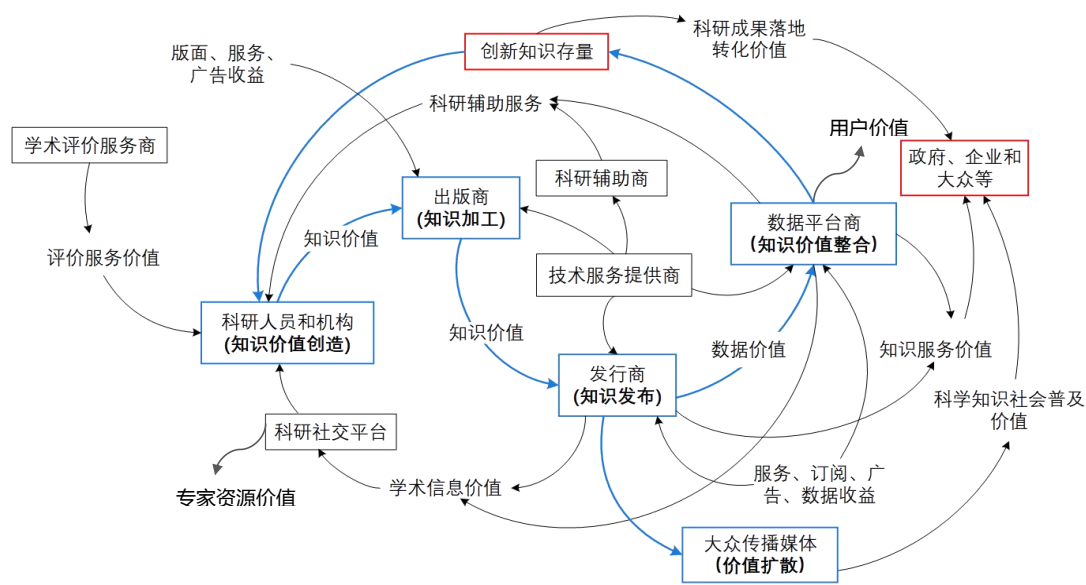 创新知识存量
科研成果落地
转化价值
版面、服务、
广告收益
科研辅助服务
学术评价服务商
用户价值
政府、企业和
大众等
科研辅助商
出版商
(知识加工)
数据平台商
(知识价值整合)
知识价值
评价服务价值
技术服务提供商
科研人员和机构
(知识价值创造)
知识价值
数据价值
知识服务价值
发行商
(知识发布)
科学知识社会普及
价值
科研社交平台
服务、订阅、广
告、数据收益
学术信息价值
专家资源价值
大众传播媒体
(价值扩散)